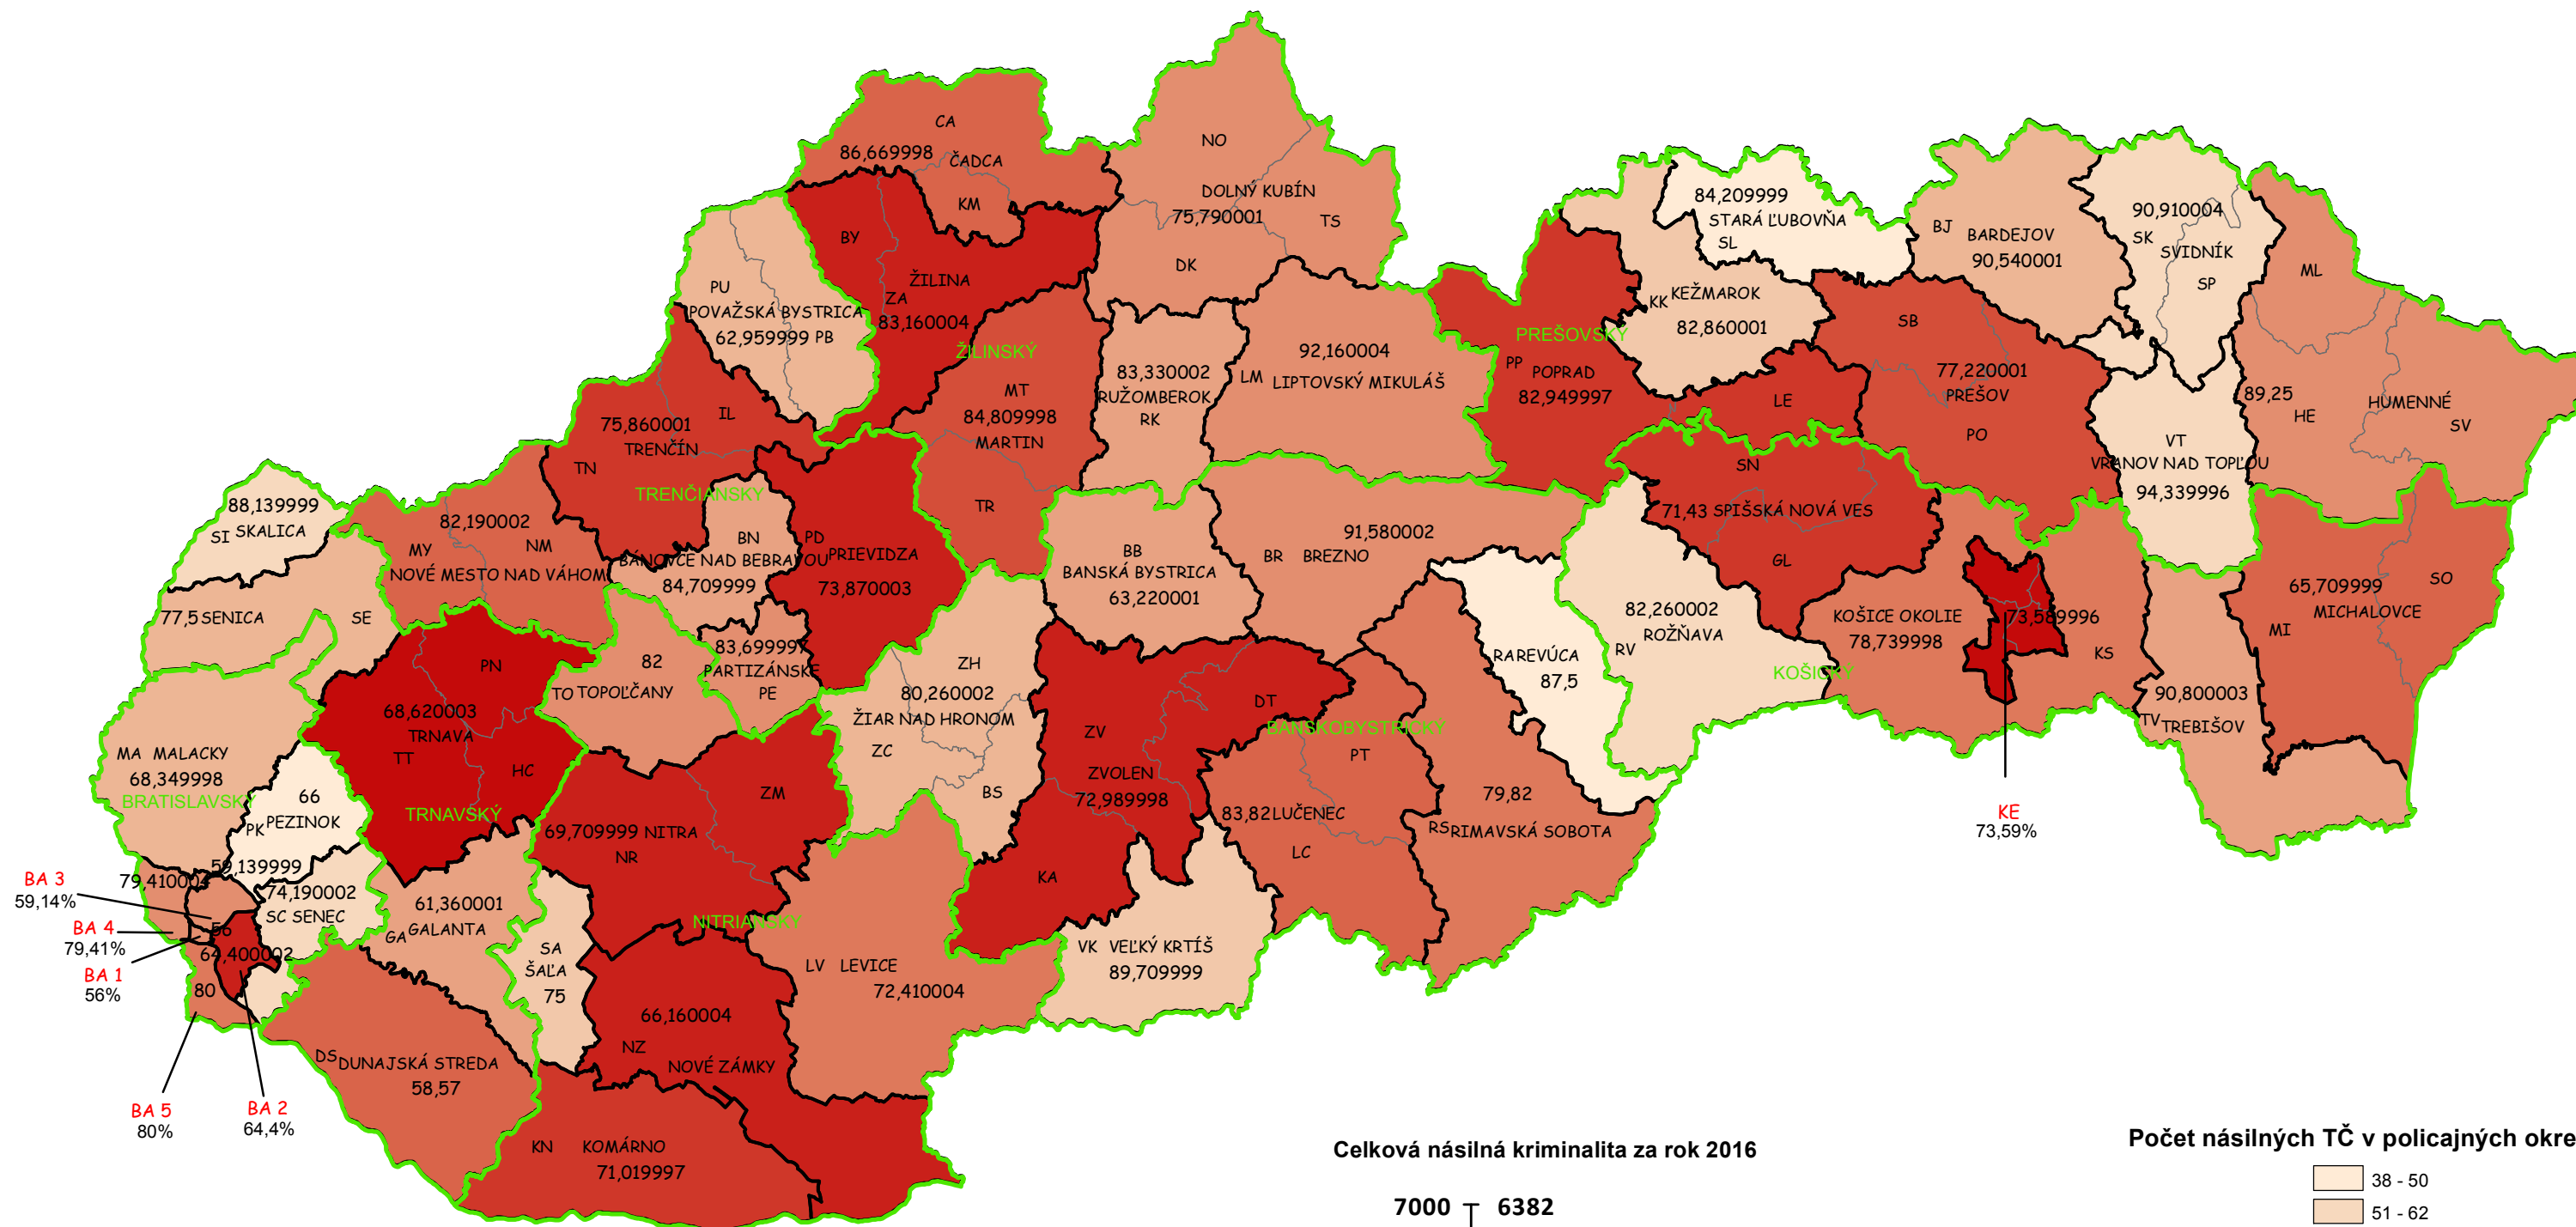 CA
86,669998
ČADCA
KM
NO
DOLNÝ KUBÍN
75,790001
TS
DK
BY
ŽILINA
ZA
83,160004
ŽILINSKÝ
PU
POVAŽSKÁ BYSTRICA
62,959999 PB
84,209999
STARÁ ĽUBOVŇA
SL
BJ
BARDEJOV
90,540001
90,910004
SK
SVIDNÍK
SP
ML
KK KEŽMAROK
82,860001
PREŠOVSKÝ
PP
POPRAD
82,949997
LE
SB
77,220001
PREŠOV
PO
89,25
HE
HUMENNÉ
SV
VT
VRANOV NAD TOPĽOU
94,339996
92,160004
LM LIPTOVSKÝ MIKULÁŠ
83,330002
RUŽOMBEROK
RK
MT
84,809998
MARTIN
TR
IL
75,860001
TRENČÍN
TN
TRENČIANSKY
88,139999
SI SKALICA
82,190002
MY
NM
NOVÉ MESTO NAD VÁHOM
BN
BÁNOVCE NAD BEBRAVOU
84,709999
PD
PRIEVIDZA
73,870003
BB
BANSKÁ BYSTRICA
63,220001
91,580002
BR BREZNO
SN
71,43 SPIŠSKÁ NOVÁ VES
GL
82,260002
ROŽŇAVA
RV
KOŠICE OKOLIE
78,739998
73,589996
KS
KOŠICKÝ
65,709999
SO
MICHALOVCE
MI
90,800003
TV
TREBIŠOV
KE
73,59%
77,5 SENICA
SE
PN
68,620003
TRNAVA
TT
HC
TRNAVSKÝ
82
TO TOPOĽČANY
83,699997
PARTIZÁNSKE
PE
ZH
80,260002
ŽIAR NAD HRONOM
ZC
BS
RA REVÚCA
87,5
DT
ZV
ZVOLEN
72,989998
KA
BANSKOBYSTRICKÝ
PT
83,82 LUČENEC
LC
79,82
RS RIMAVSKÁ SOBOTA
MA MALACKY
68,349998
BRATISLAVSKÝ
66
PEZINOK
PK
59,139999
79,410004
74,190002
SC SENEC
56
64,400002
80
BA 3
59,14%
BA 4
79,41%
BA 1
56%
BA 5
80%
BA 2
64,4%
ZM
69,709999 NITRA
NR
NITRIANSKY
61,360001
GA GALANTA
SA
ŠAĽA
75
LV LEVICE
72,410004
VK VEĽKÝ KRTÍŠ
89,709999
66,160004
NZ
NOVÉ ZÁMKY
DS DUNAJSKÁ STREDA
58,57
KN KOMÁRNO
71,019997
Celková násilná kriminalita za rok 2016
7000 6382
Počet násilných TČ v policajných okre
38 - 50
51 - 62